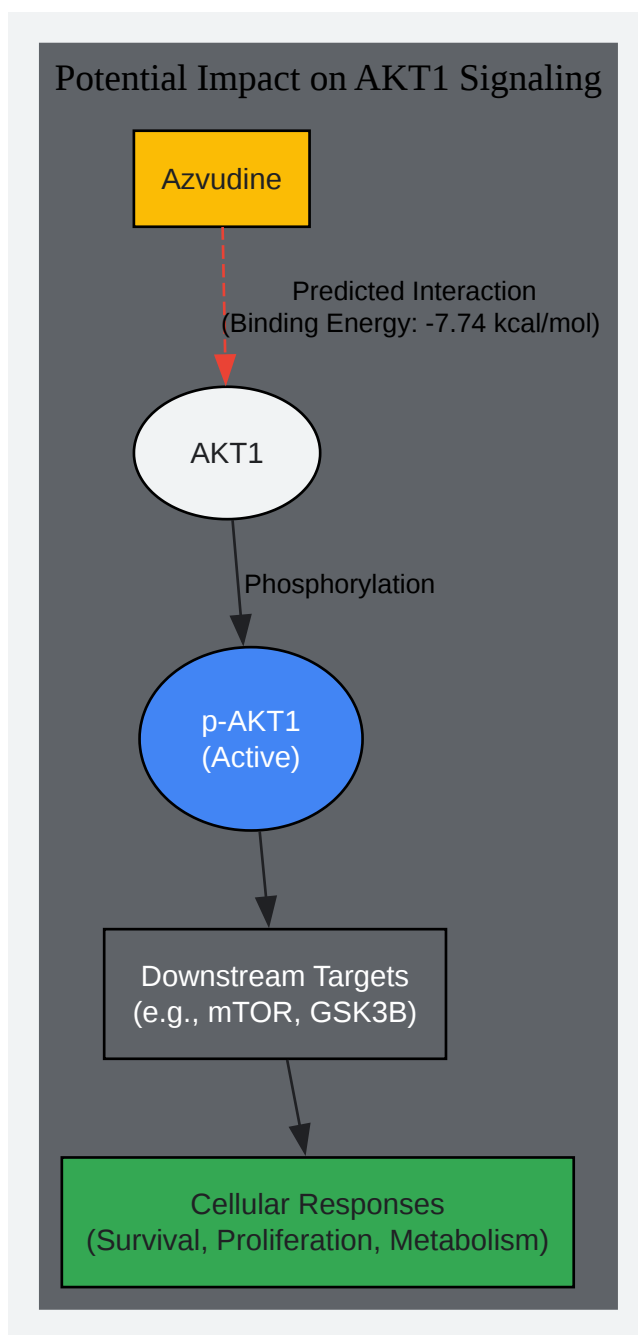 Potential Impact on AKT1 Signaling
Azvudine
Predicted Interaction
(Binding Energy: -7.74 kcal/mol)
AKT1
Phosphorylation
p-AKT1
(Active)
Downstream Targets
(e.g., mTOR, GSK3B)
Cellular Responses
(Survival, Proliferation, Metabolism)